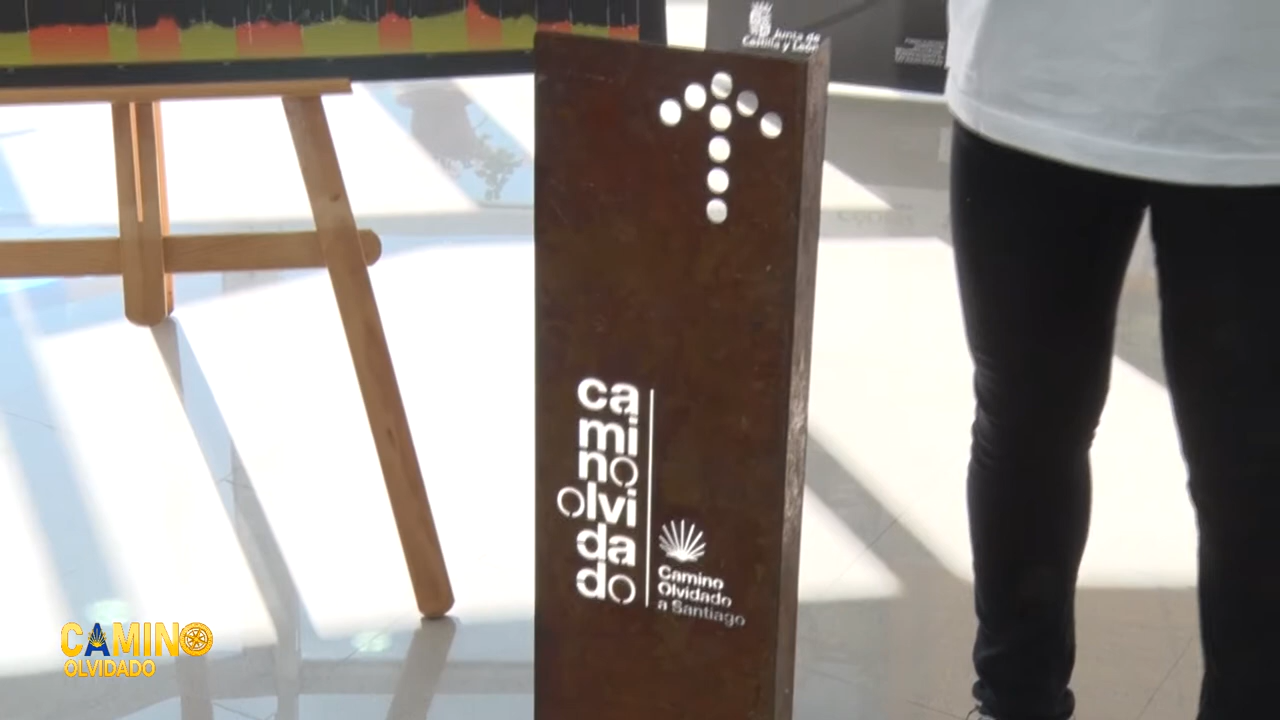 Junta de
Castilla y León
ca
mi
no
olvi
da
do
Camino
Olvidado
a Santiago
CAMINO
OLVIDADO